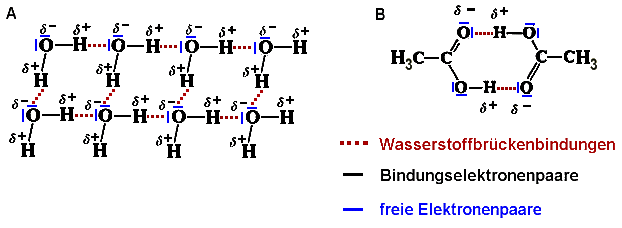 A
δ− δ+ δ− δ+ δ− δ+ δ− δ+
O H O H O H O H
δ+ δ+ δ+ δ+
H H H H
δ− δ+ δ− δ+ δ− δ+ δ− δ+
O H O H O H O H
δ+ δ+ δ+ δ+
H H H H
B
δ− δ+
O H O
H₃C C C CH₃
O H O
δ+ δ−
Wasserstoffbrückenbindungen
Bindungselektronenpaare
freie Elektronenpaare